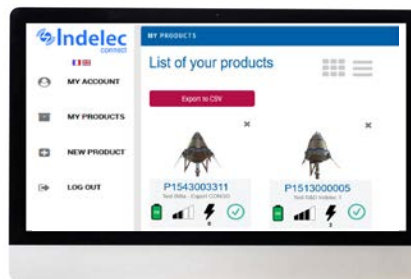 Indelec
connect
MY ACCOUNT
MY PRODUCTS
NEW PRODUCT
LOG OUT
MY PRODUCTS
List of your products
Export to CSV
P1543003311
P1513000005